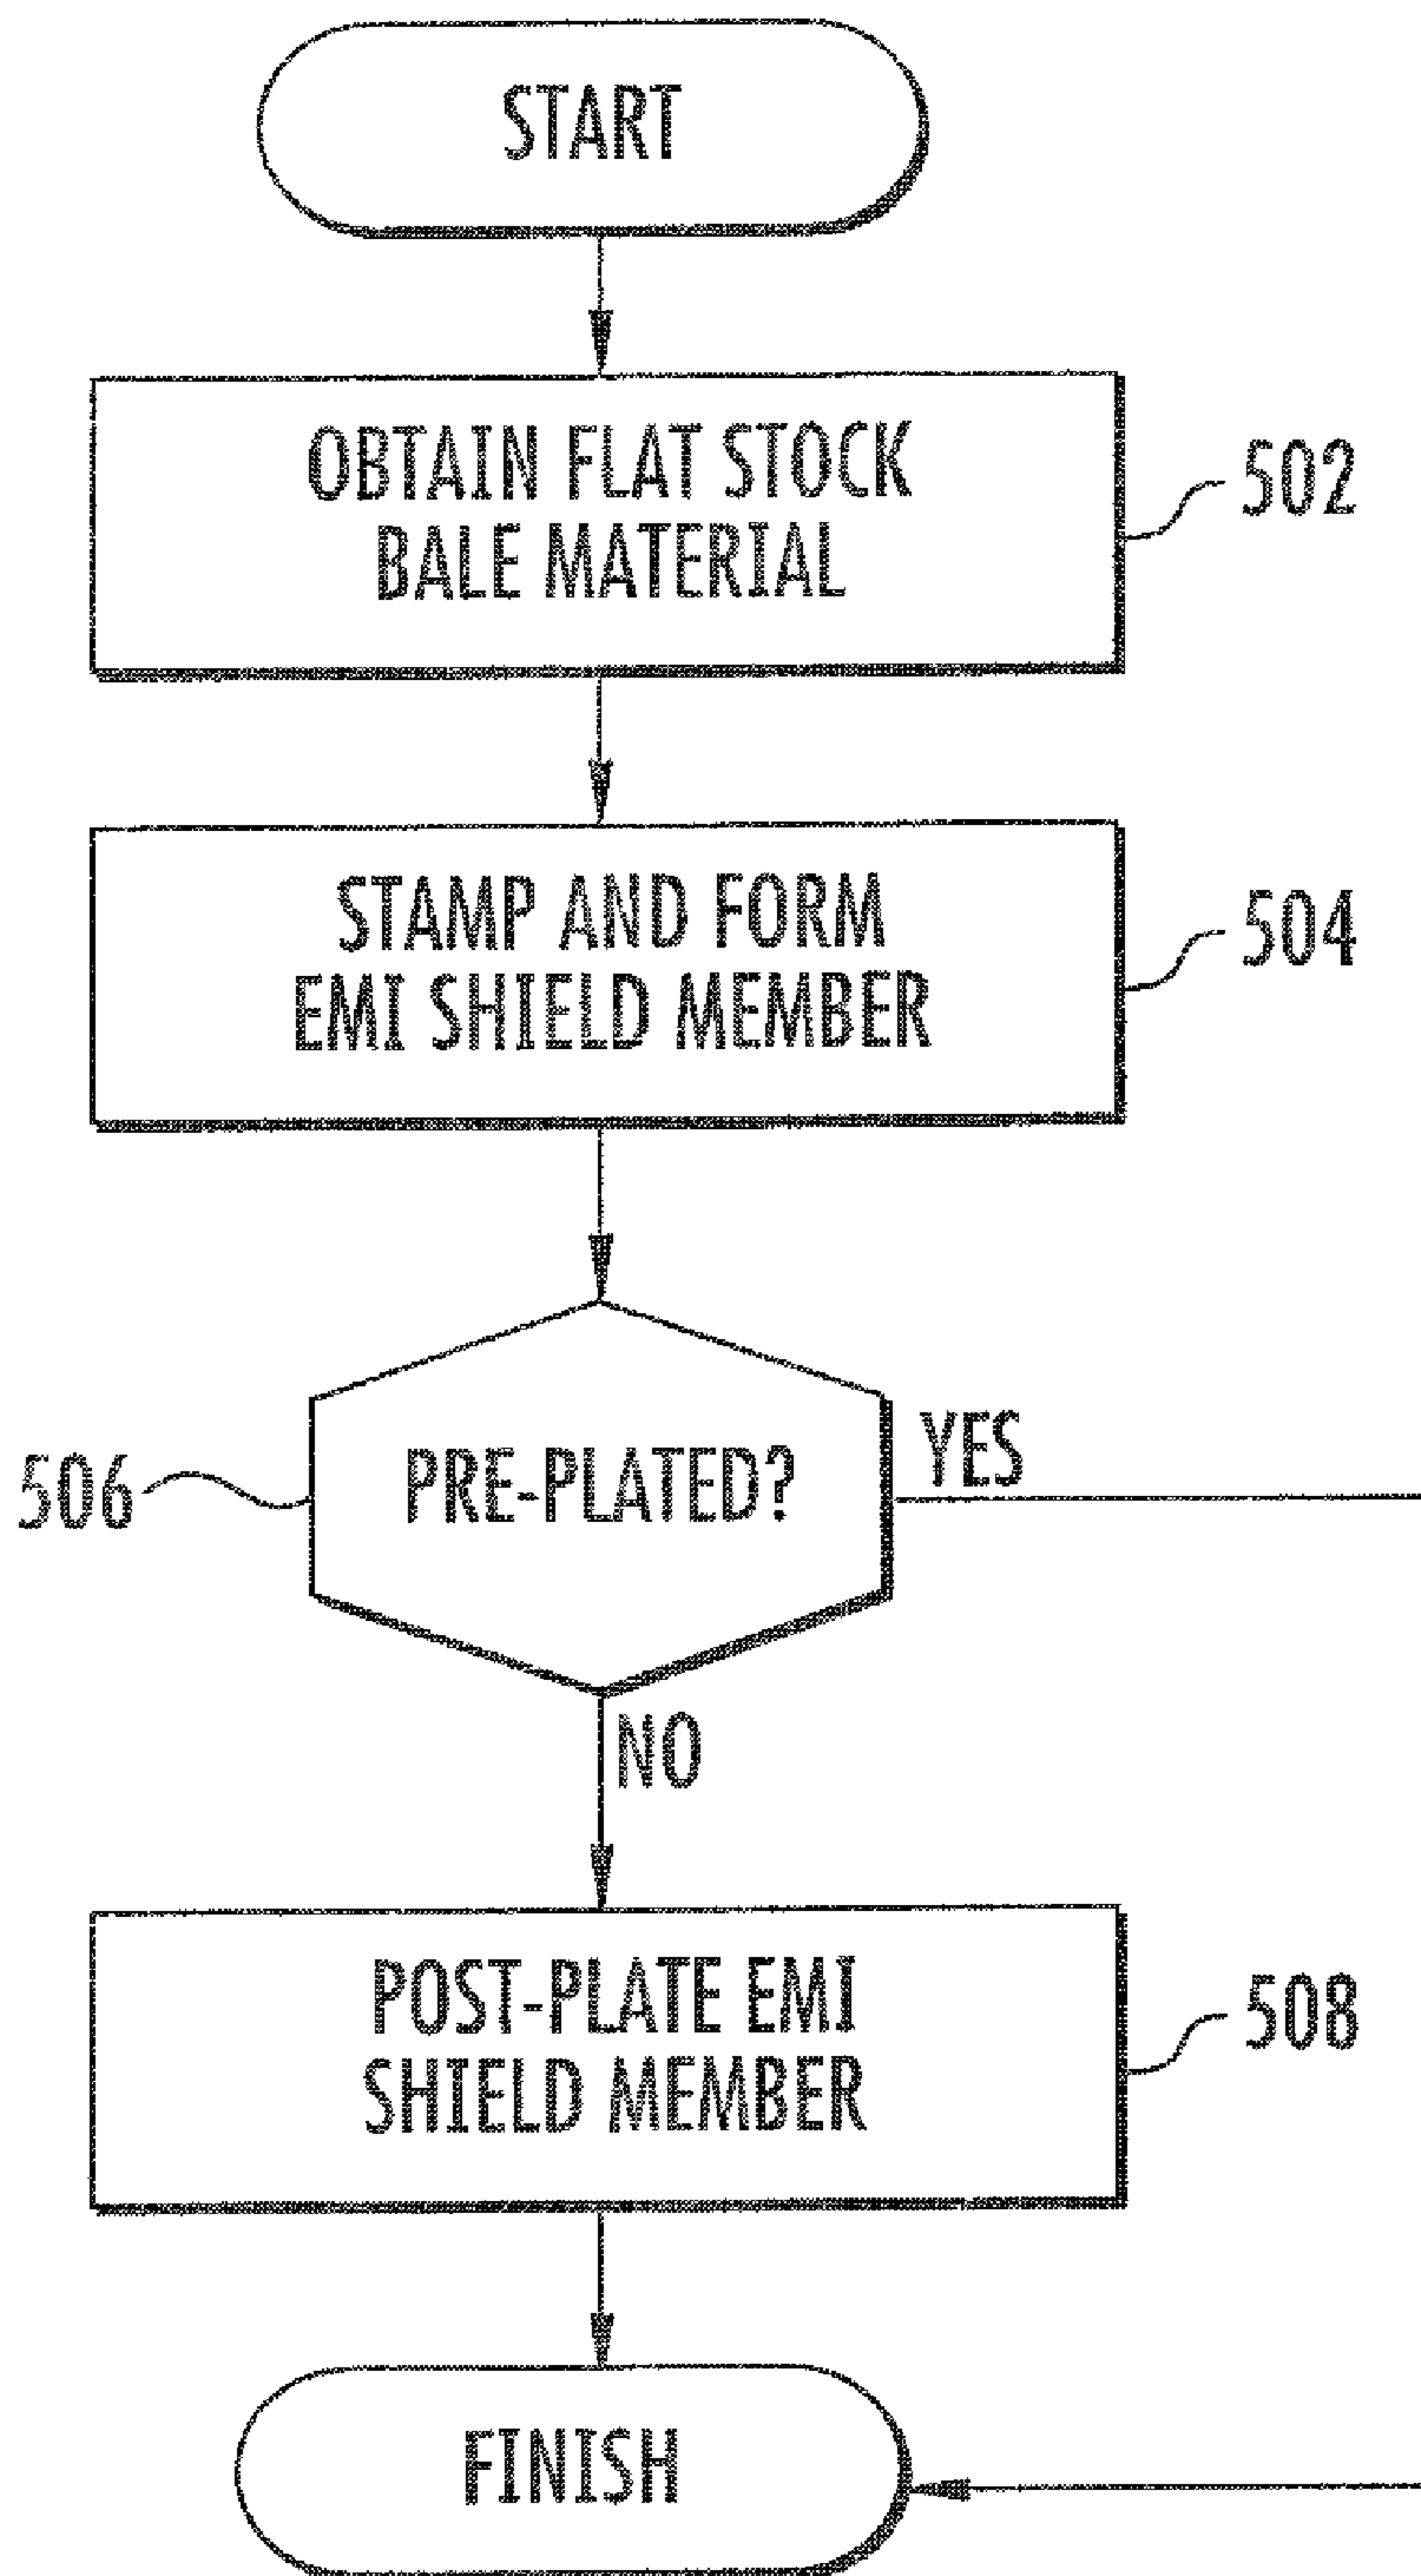 START
OBTAIN FLAT STOCK
BALE MATERIAL
502
STAMP AND FORM
EMI SHIELD MEMBER
504
506
PRE-PLATED?
YES
NO
POST-PLATE EMI
SHIELD MEMBER
508
FINISH